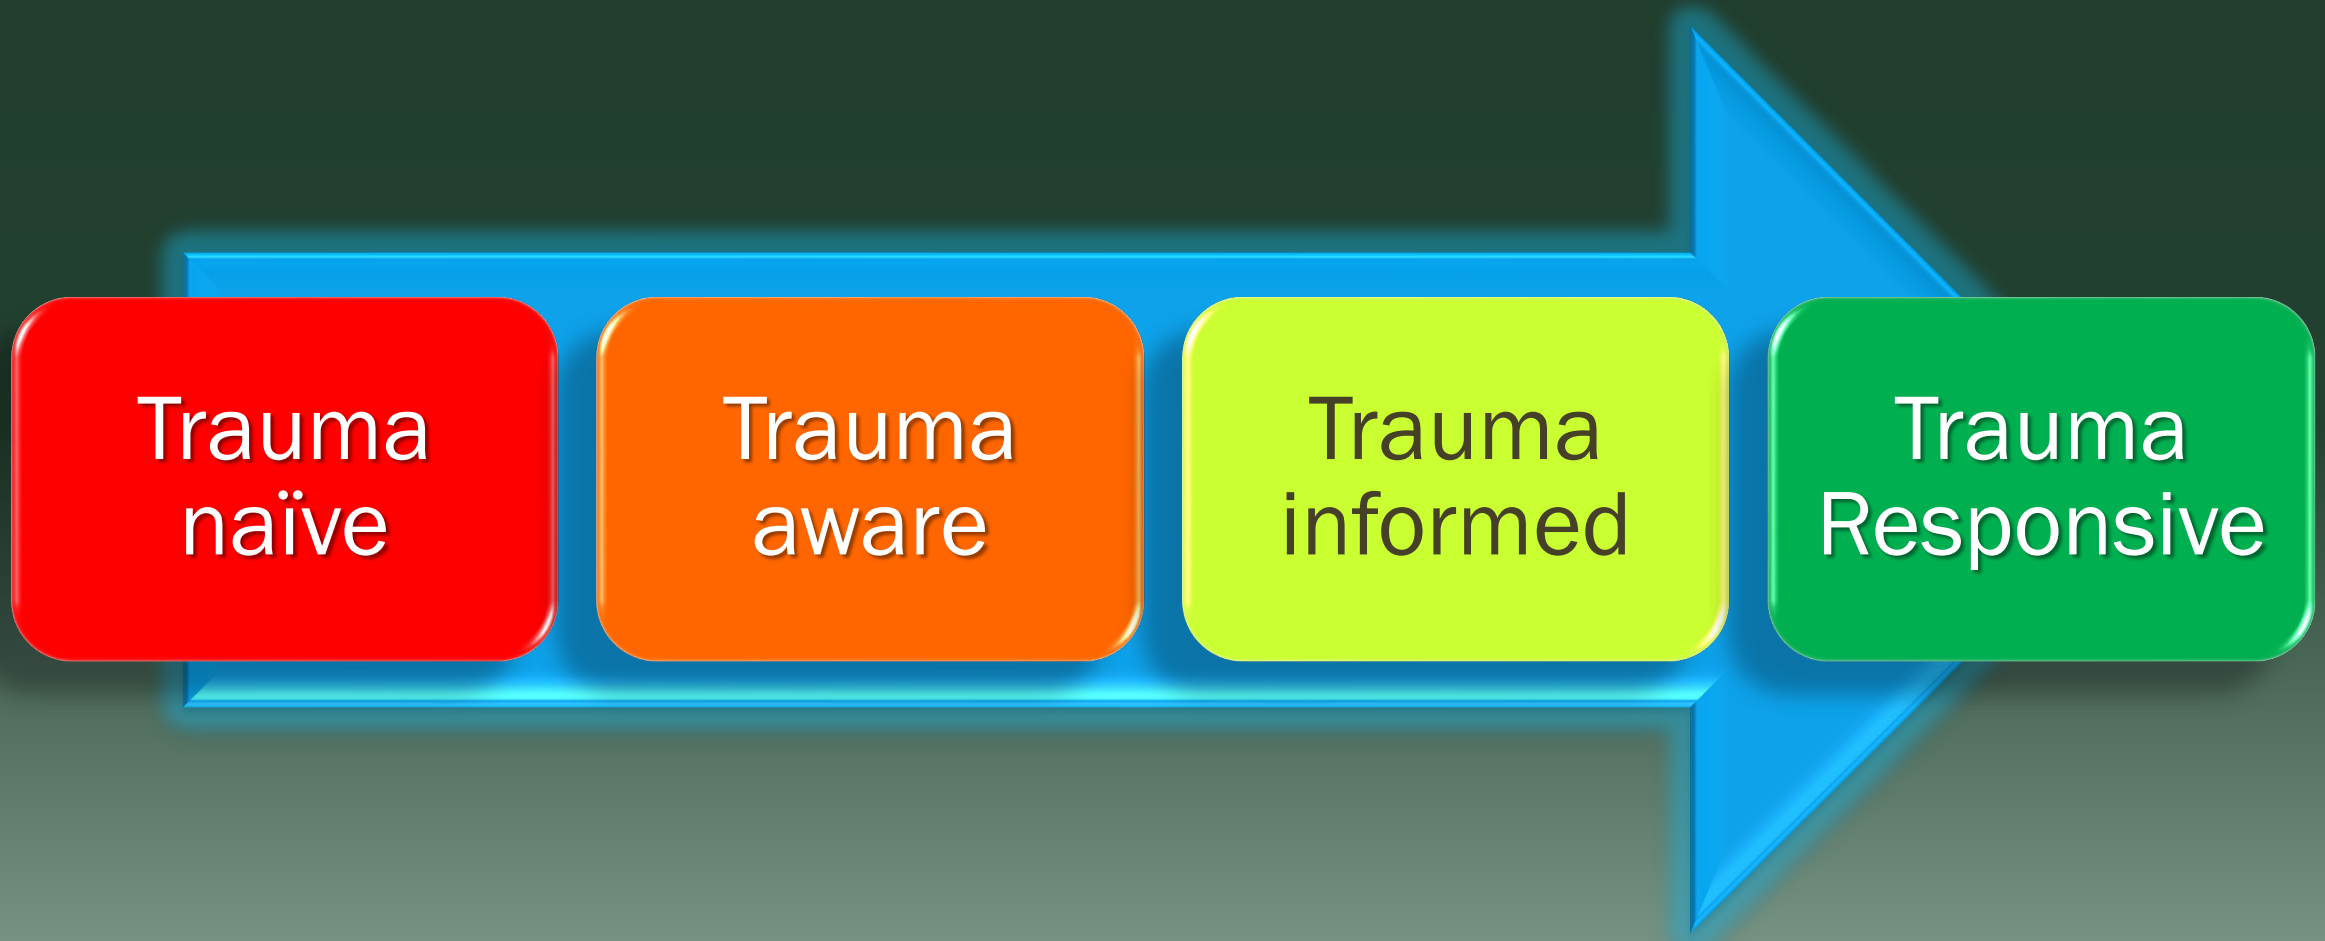 Trauma
naïve
Trauma
aware
Trauma
informed
Trauma
Responsive